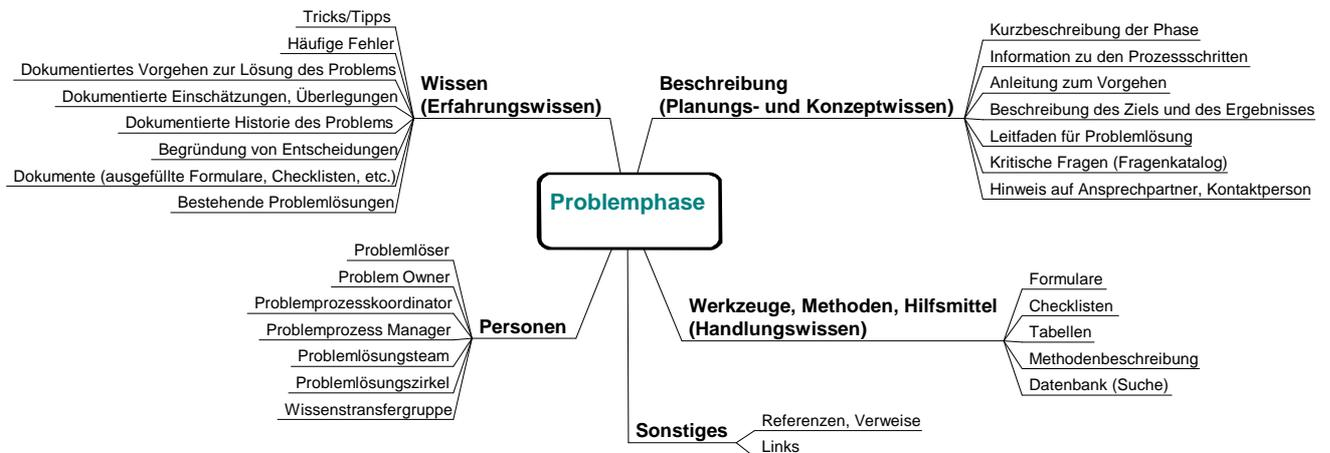 Tricks/Tipps
Häufige Fehler
Dokumentiertes Vorgehen zur Lösung des Problems
Dokumentierte Einschätzungen, Überlegungen
Dokumentierte Historie des Problems
Begründung von Entscheidungen
Dokumente (ausgefüllte Formulare, Checklisten, etc.)
Bestehende Problemlösungen
Wissen
(Erfahrungswissen)
Beschreibung
(Planungs- und Konzeptwissen)
Kurzbeschreibung der Phase
Information zu den Prozessschritten
Anleitung zum Vorgehen
Beschreibung des Ziels und des Ergebnisses
Leitfaden für Problemlösung
Kritische Fragen (Fragenkatalog)
Hinweis auf Ansprechpartner, Kontaktperson
Problemphase
Problemlöser
Problem Owner
Problemprozesskoordinator
Problemprozess Manager
Problemlösungsteam
Problemlösungszirkel
Wissenstransfergruppe
Personen
Werkzeuge, Methoden, Hilfsmittel
(Handlungswissen)
Formulare
Checklisten
Tabellen
Methodenbeschreibung
Datenbank (Suche)
Sonstiges
Referenzen, Verweise
Links